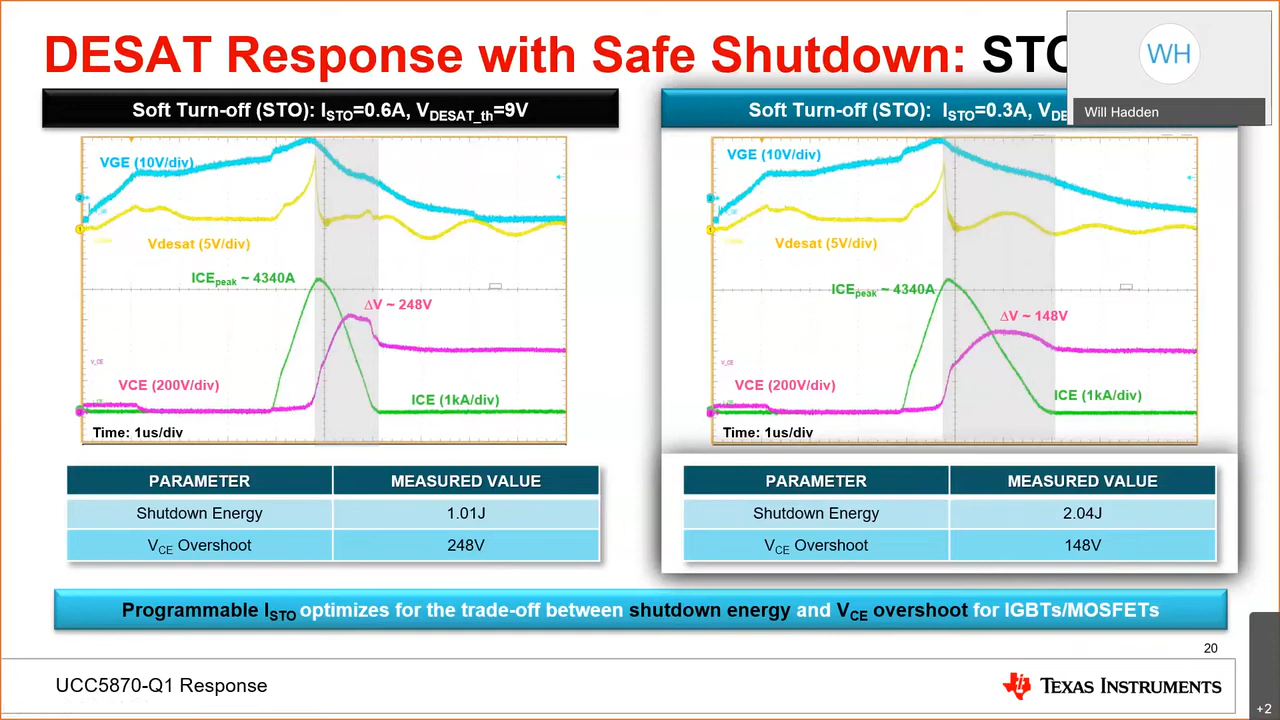 DESAT Response with Safe Shutdown: STO
WH
Will Hadden
Soft Turn-off (STO): ISTO=0.6A, VDESAT_th=9V
VGE (10V/div)
Vdesat (5V/div)
ICEpeak ~ 4340A
ΔV ~ 248V
V_CE
VCE (200V/div)
ICE (1kA/div)
Time: 1us/div
PARAMETER MEASURED VALUE
Shutdown Energy 1.01J
VCE Overshoot 248V
Soft Turn-off (STO): ISTO=0.3A,
VGE (10V/div)
Vdesat (5V/div)
ICEpeak ~ 4340A
ΔV ~ 148V
V_CE
VCE (200V/div)
ICE (1kA/div)
Time: 1us/div
PARAMETER MEASURED VALUE
Shutdown Energy 2.04J
VCE Overshoot 148V
Programmable ISTO optimizes for the trade-off between shutdown energy and VCE overshoot for IGBTs/MOSFETs
20
UCC5870-Q1 Response
TEXAS INSTRUMENTS
+2